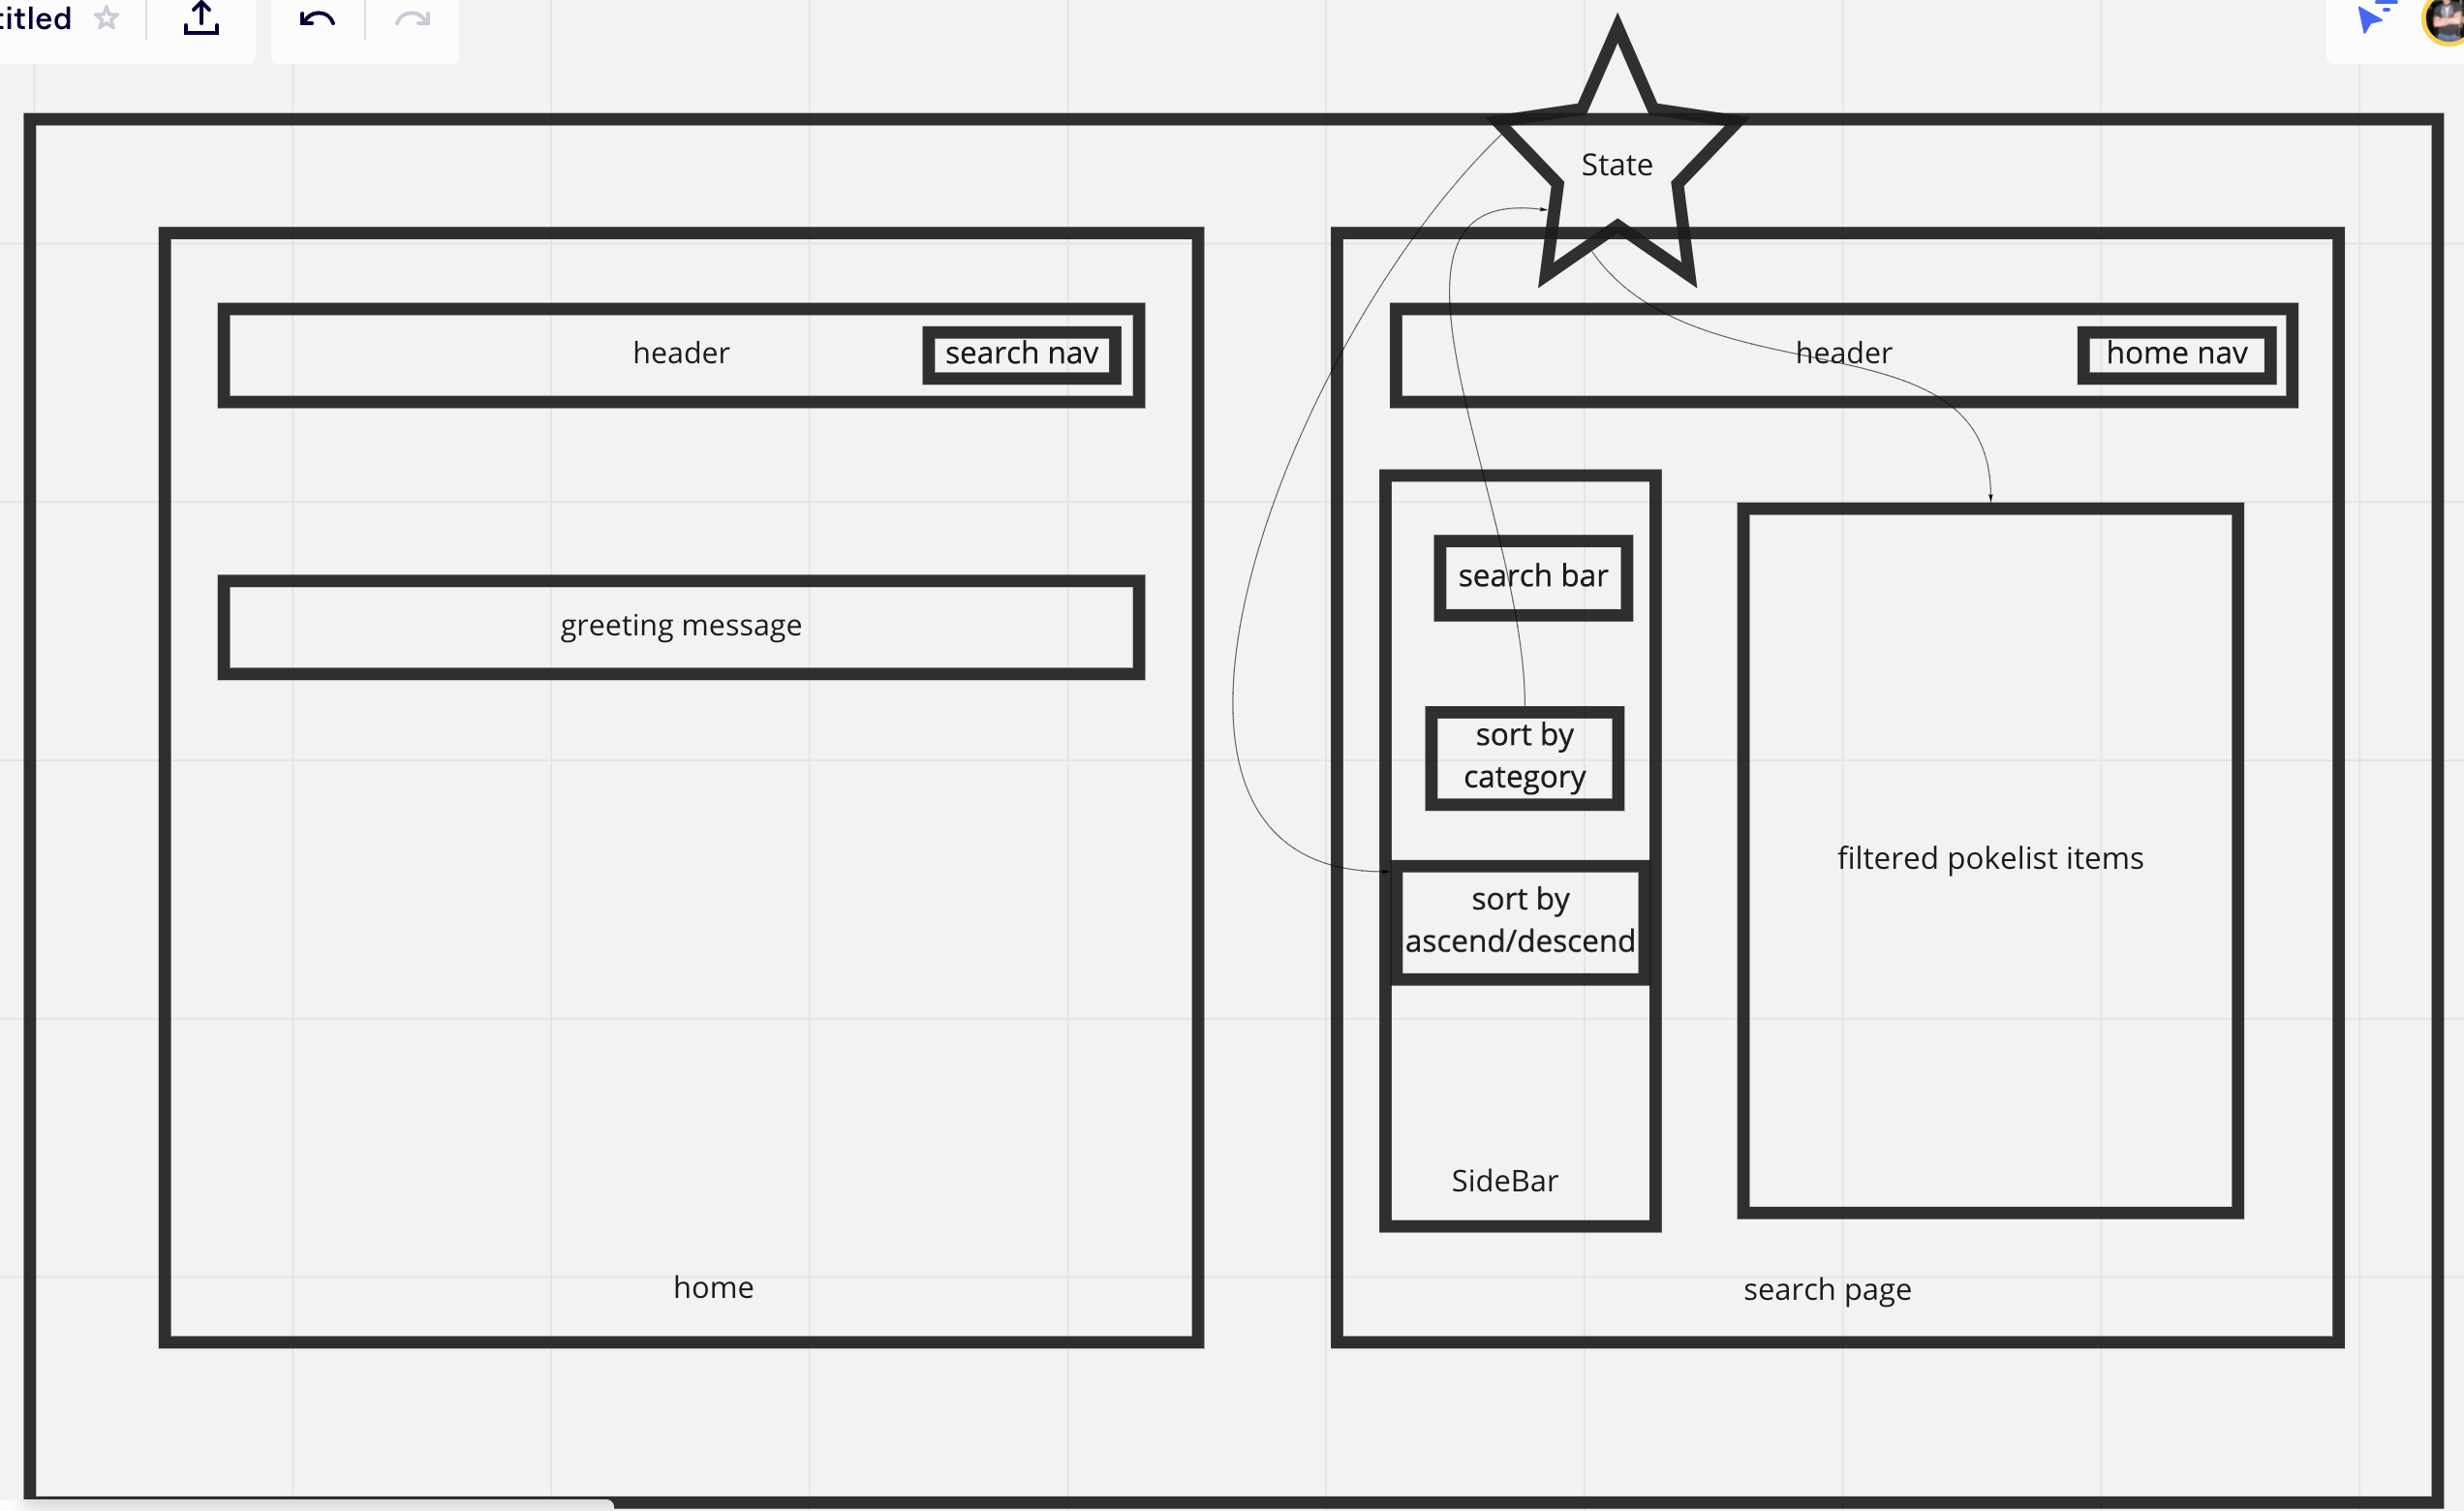 State
header
search nav
header
home nav
search bar
greeting message
sort by
category
filtered pokelist items
sort by
ascend/descend
SideBar
home
search page